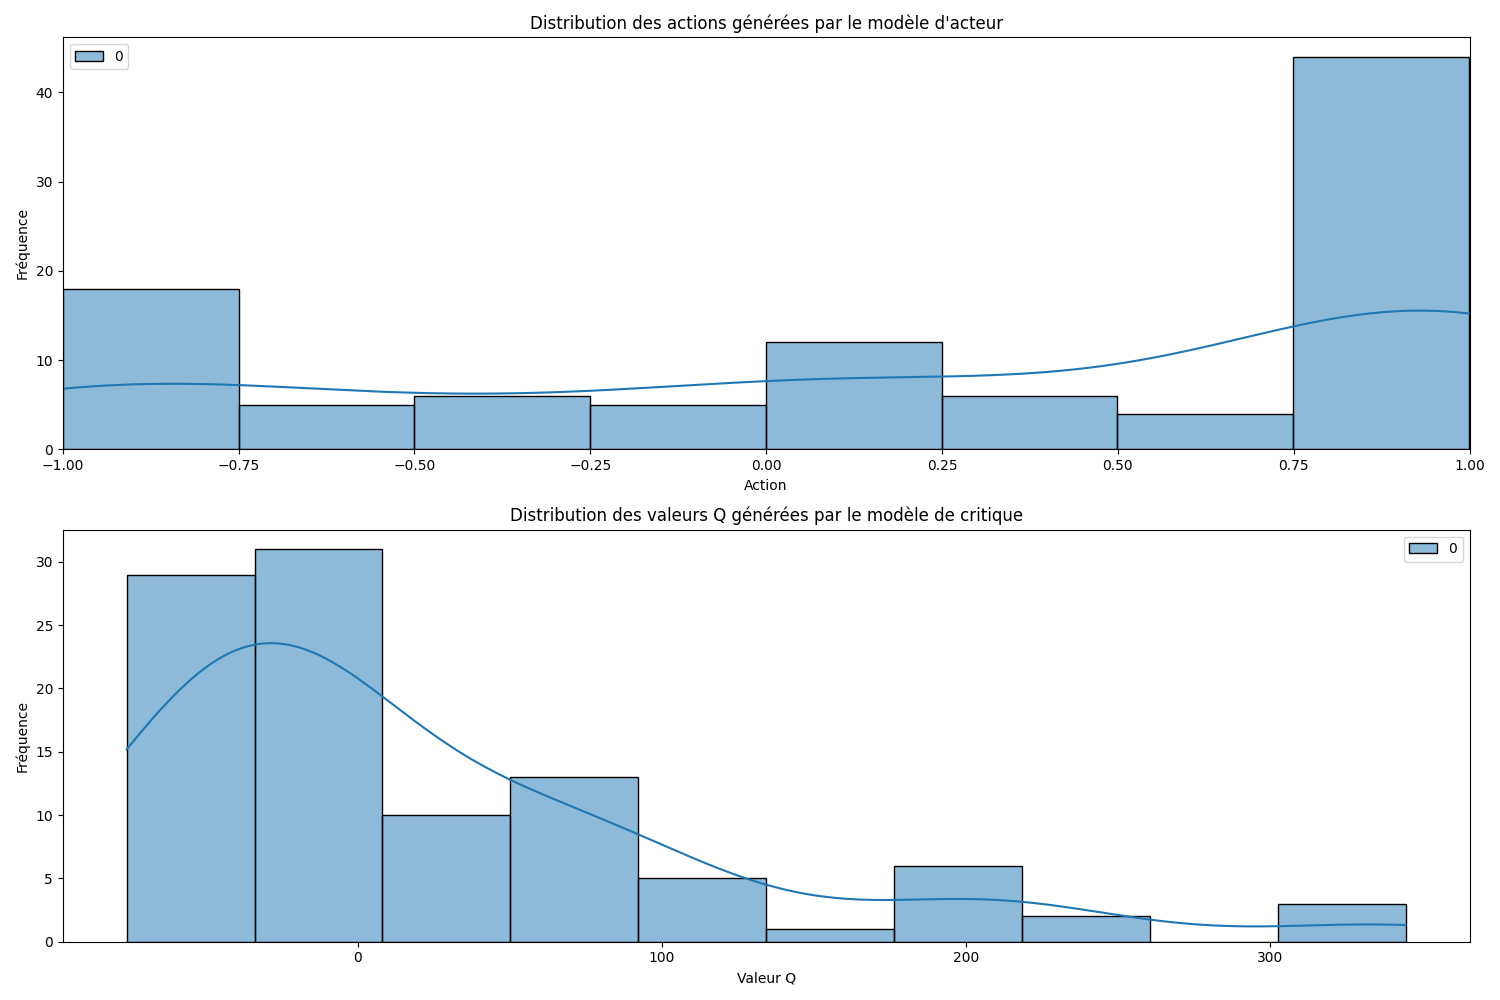 Distribution des actions générées par le modèle d'acteur
0
Fréquence
40
30
20
10
0
−1.00 −0.75 −0.50 −0.25 0.00 0.25 0.50 0.75 1.00
Action
Distribution des valeurs Q générées par le modèle de critique
0
Fréquence
30
25
20
15
10
5
0
0 100 200 300
Valeur Q